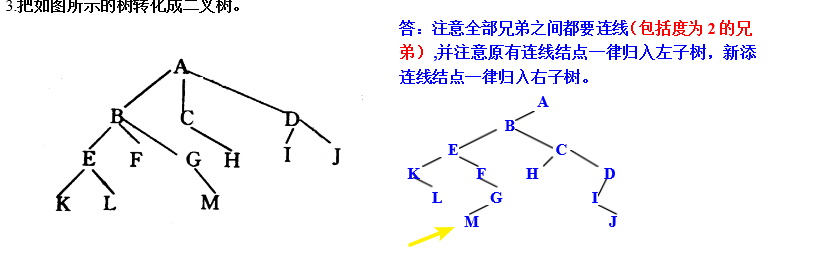 3.把如图所示的树转化成二叉树。
答：注意全部兄弟之间都要连线(包括度为 2 的兄
弟）,并注意原有连线结点一律归入左子树，新添
连线结点一律归入右子树。
A
B C D
E F G H I J
K L M
A
B
E C
K F H D
L G I
M J